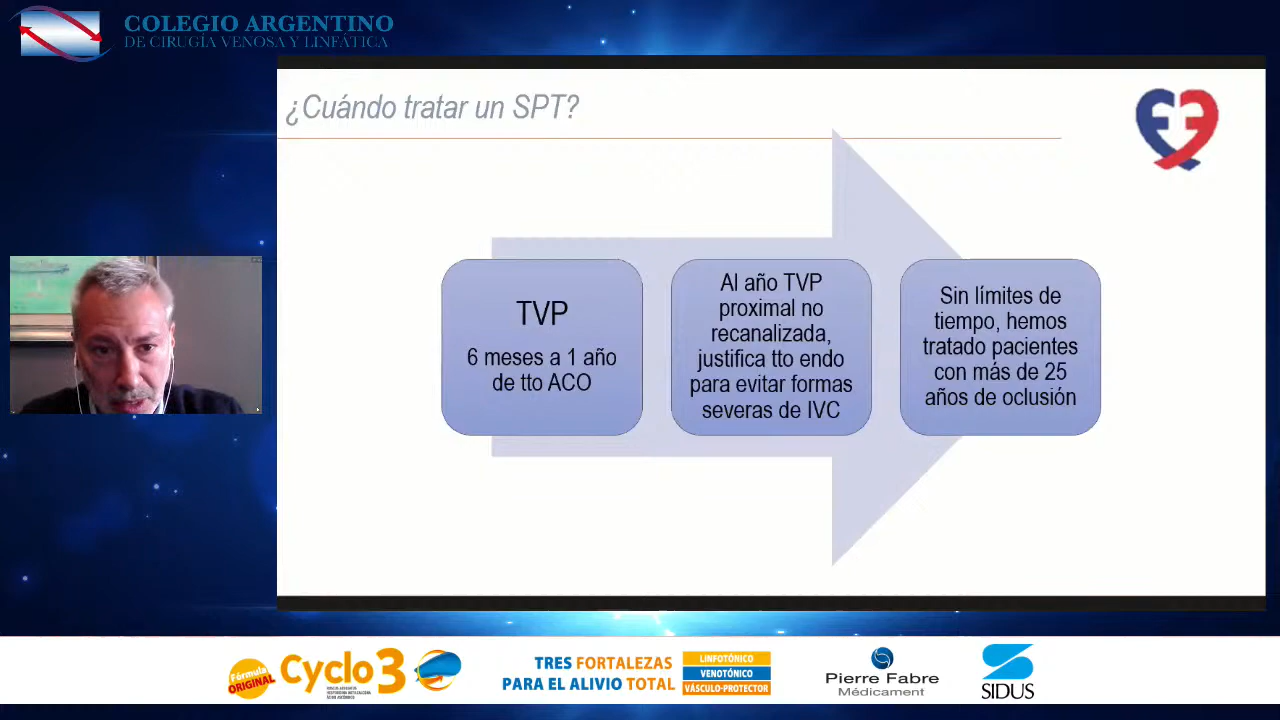 COLEGIO ARGENTINO
DE CIRUGÍA VENOSA Y LINFÁTICA
¿Cuándo tratar un SPT?
TVP
6 meses a 1 año
de tto ACO
Al año TVP
proximal no
recanalizada,
justifica tto endo
para evitar formas
severas de IVC
Sin límites de
tiempo, hemos
tratado pacientes
con más de 25
años de oclusión
Fórmula
ORIGINAL
Cyclo 3
TRES FORTALEZAS
PARA EL ALIVIO TOTAL
LINFOTÓNICO
VENOTÓNICO
VÁSCULO-PROTECTOR
Pierre Fabre
Médicament
SIDUS